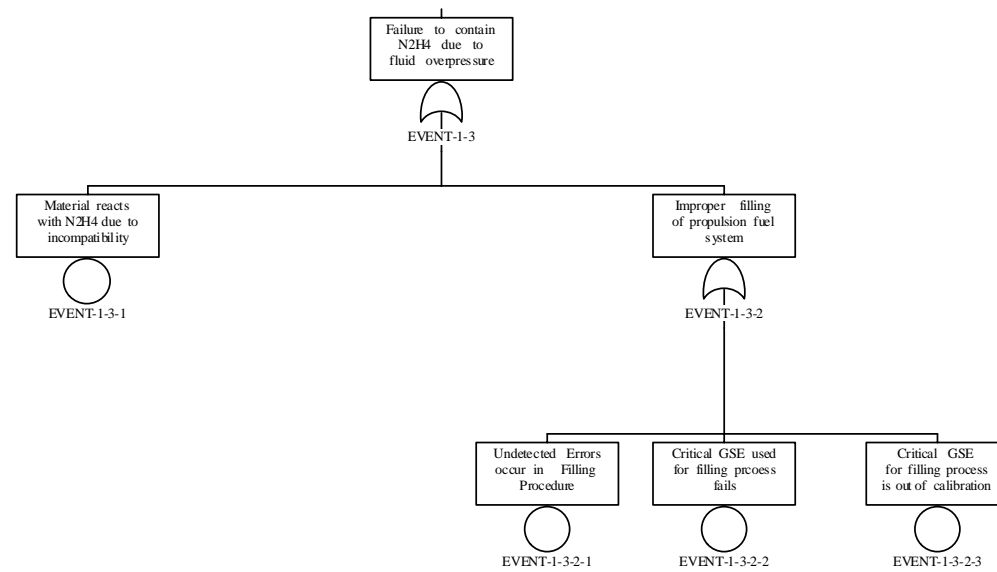 Failure to contain
N2H4 due to
fluid overpressure
EVENT-1-3
Material reacts
with N2H4 due to
incompatibility
EVENT-1-3-1
Improper filling
of propulsion fuel
system
EVENT-1-3-2
Undetected Errors
occur in Filling
Procedure
EVENT-1-3-2-1
Critical GSE used
for filling prcoess
fails
EVENT-1-3-2-2
Critical GSE
for filling process
is out of calibration
EVENT-1-3-2-3